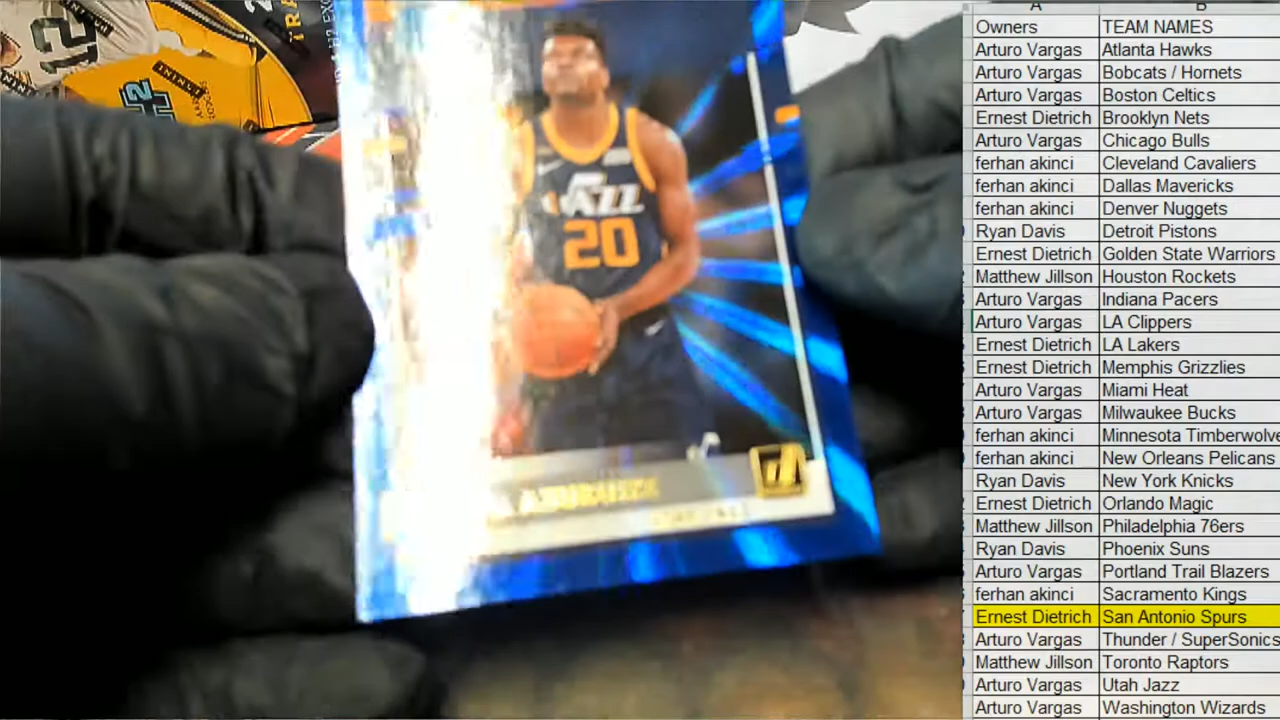 12
JAZZ
20
A B
Owners TEAM NAMES
Arturo Vargas Atlanta Hawks
Arturo Vargas Bobcats / Hornets
Arturo Vargas Boston Celtics
Ernest Dietrich Brooklyn Nets
Arturo Vargas Chicago Bulls
ferhan akinci Cleveland Cavaliers
ferhan akinci Dallas Mavericks
ferhan akinci Denver Nuggets
Ryan Davis Detroit Pistons
Ernest Dietrich Golden State Warriors
Matthew Jillson Houston Rockets
Arturo Vargas Indiana Pacers
Arturo Vargas LA Clippers
Ernest Dietrich LA Lakers
Ernest Dietrich Memphis Grizzlies
Arturo Vargas Miami Heat
Arturo Vargas Milwaukee Bucks
ferhan akinci Minnesota Timberwolve
ferhan akinci New Orleans Pelicans
Ryan Davis New York Knicks
Ernest Dietrich Orlando Magic
Matthew Jillson Philadelphia 76ers
Ryan Davis Phoenix Suns
Arturo Vargas Portland Trail Blazers
ferhan akinci Sacramento Kings
Ernest Dietrich San Antonio Spurs
Arturo Vargas Thunder / SuperSonics
Matthew Jillson Toronto Raptors
Arturo Vargas Utah Jazz
Arturo Vargas Washington Wizards